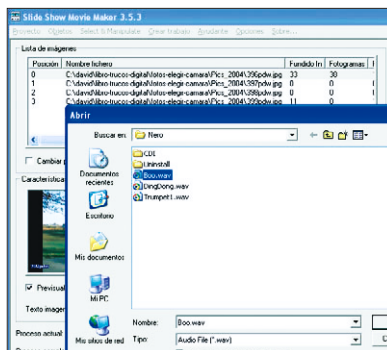 Slide Show Movie Maker 3.5.3
Proyecto Objetos Select & Manipulate Crear trabajo Ayudante Opciones Sobre...
Lista de imágenes
Posición Nombre fichero Fundido In Fotogramas
0 C:\david\libro-trucos-digital\fotos-elegir-camara\Pics_2004\396pdw.jpg 33 30
1 C:\david\libro-trucos-digital\fotos-elegir-camara\Pics_2004\397pdw.jpg 0 0
2 C:\david\libro-trucos-digital\fotos-elegir-camara\Pics_2004\398pdw.jpg 0 0
3 C:\david\libro-trucos-digital\fotos-elegir-camara\Pics_2004\399pdw.jpg 11 0
Abrir
Buscar en: Nero
Cambiar
Característica
Documentos recientes
Escritorio
Mis documentos
Mi PC
Mis sitios de red
CDI
Uninstall
Boo.wav
DingDong.wav
Trumpet1.wav
Previsual
Texto imagen
Proceso actual:
Nombre: Boo.wav
Tipo: Audio File (*.wav)